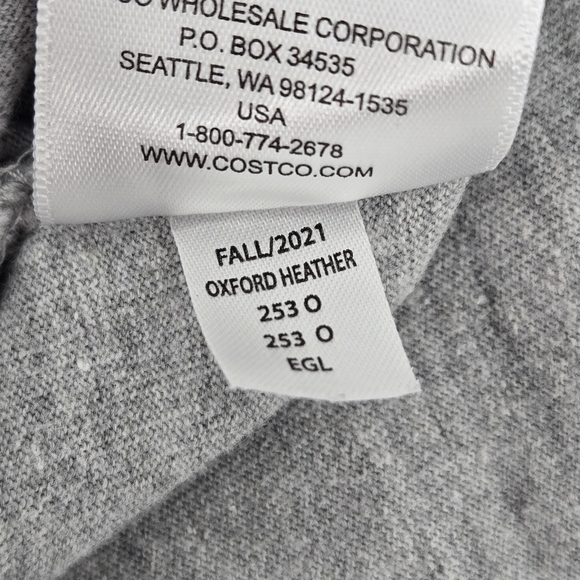 WHOLESALE CORPORATION
P.O. BOX 34535
SEATTLE, WA 98124-1535
USA
1-800-774-2678
WWW.COSTCO.COM
FALL/2021
OXFORD HEATHER
253 O
253 O
EGL